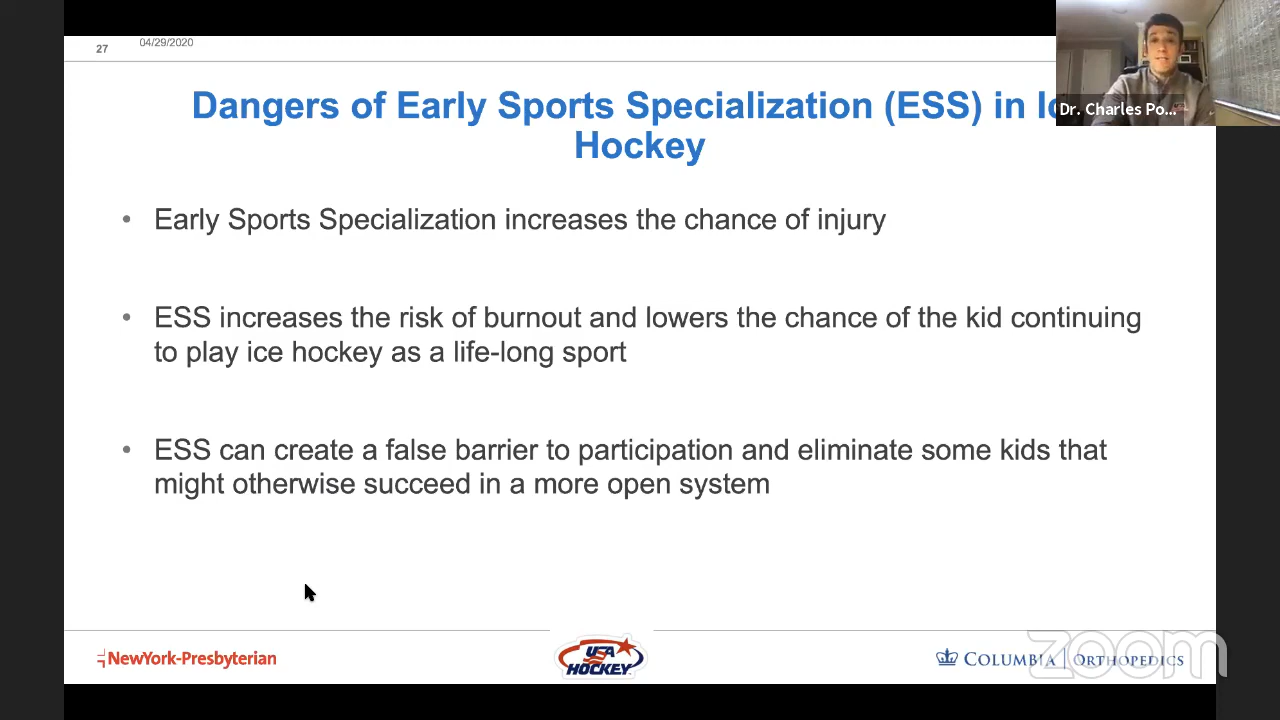 27
04/29/2020
Dangers of Early Sports Specialization (ESS) in
Hockey
Dr. Charles Po...
• Early Sports Specialization increases the chance of injury
• ESS increases the risk of burnout and lowers the chance of the kid continuing
to play ice hockey as a life-long sport
• ESS can create a false barrier to participation and eliminate some kids that
might otherwise succeed in a more open system
NewYork-Presbyterian
USA
HOCKEY
Columbia | Orthopedics
zoom